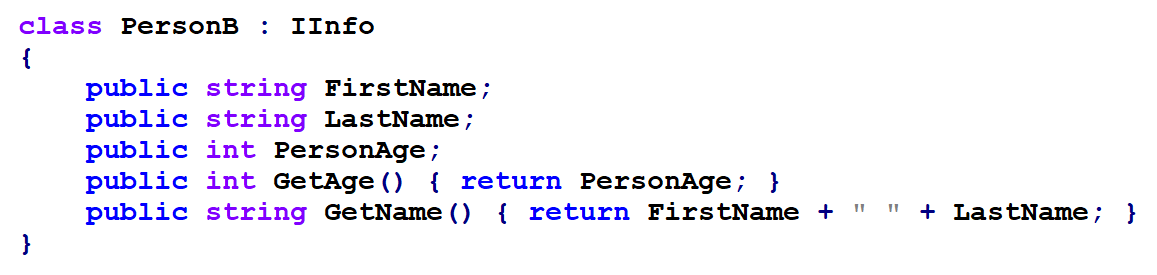 class PersonB : IInfo
{
    public string FirstName;
    public string LastName;
    public int PersonAge;
    public int GetAge() { return PersonAge; }
    public string GetName() { return FirstName + " " + LastName; }
}